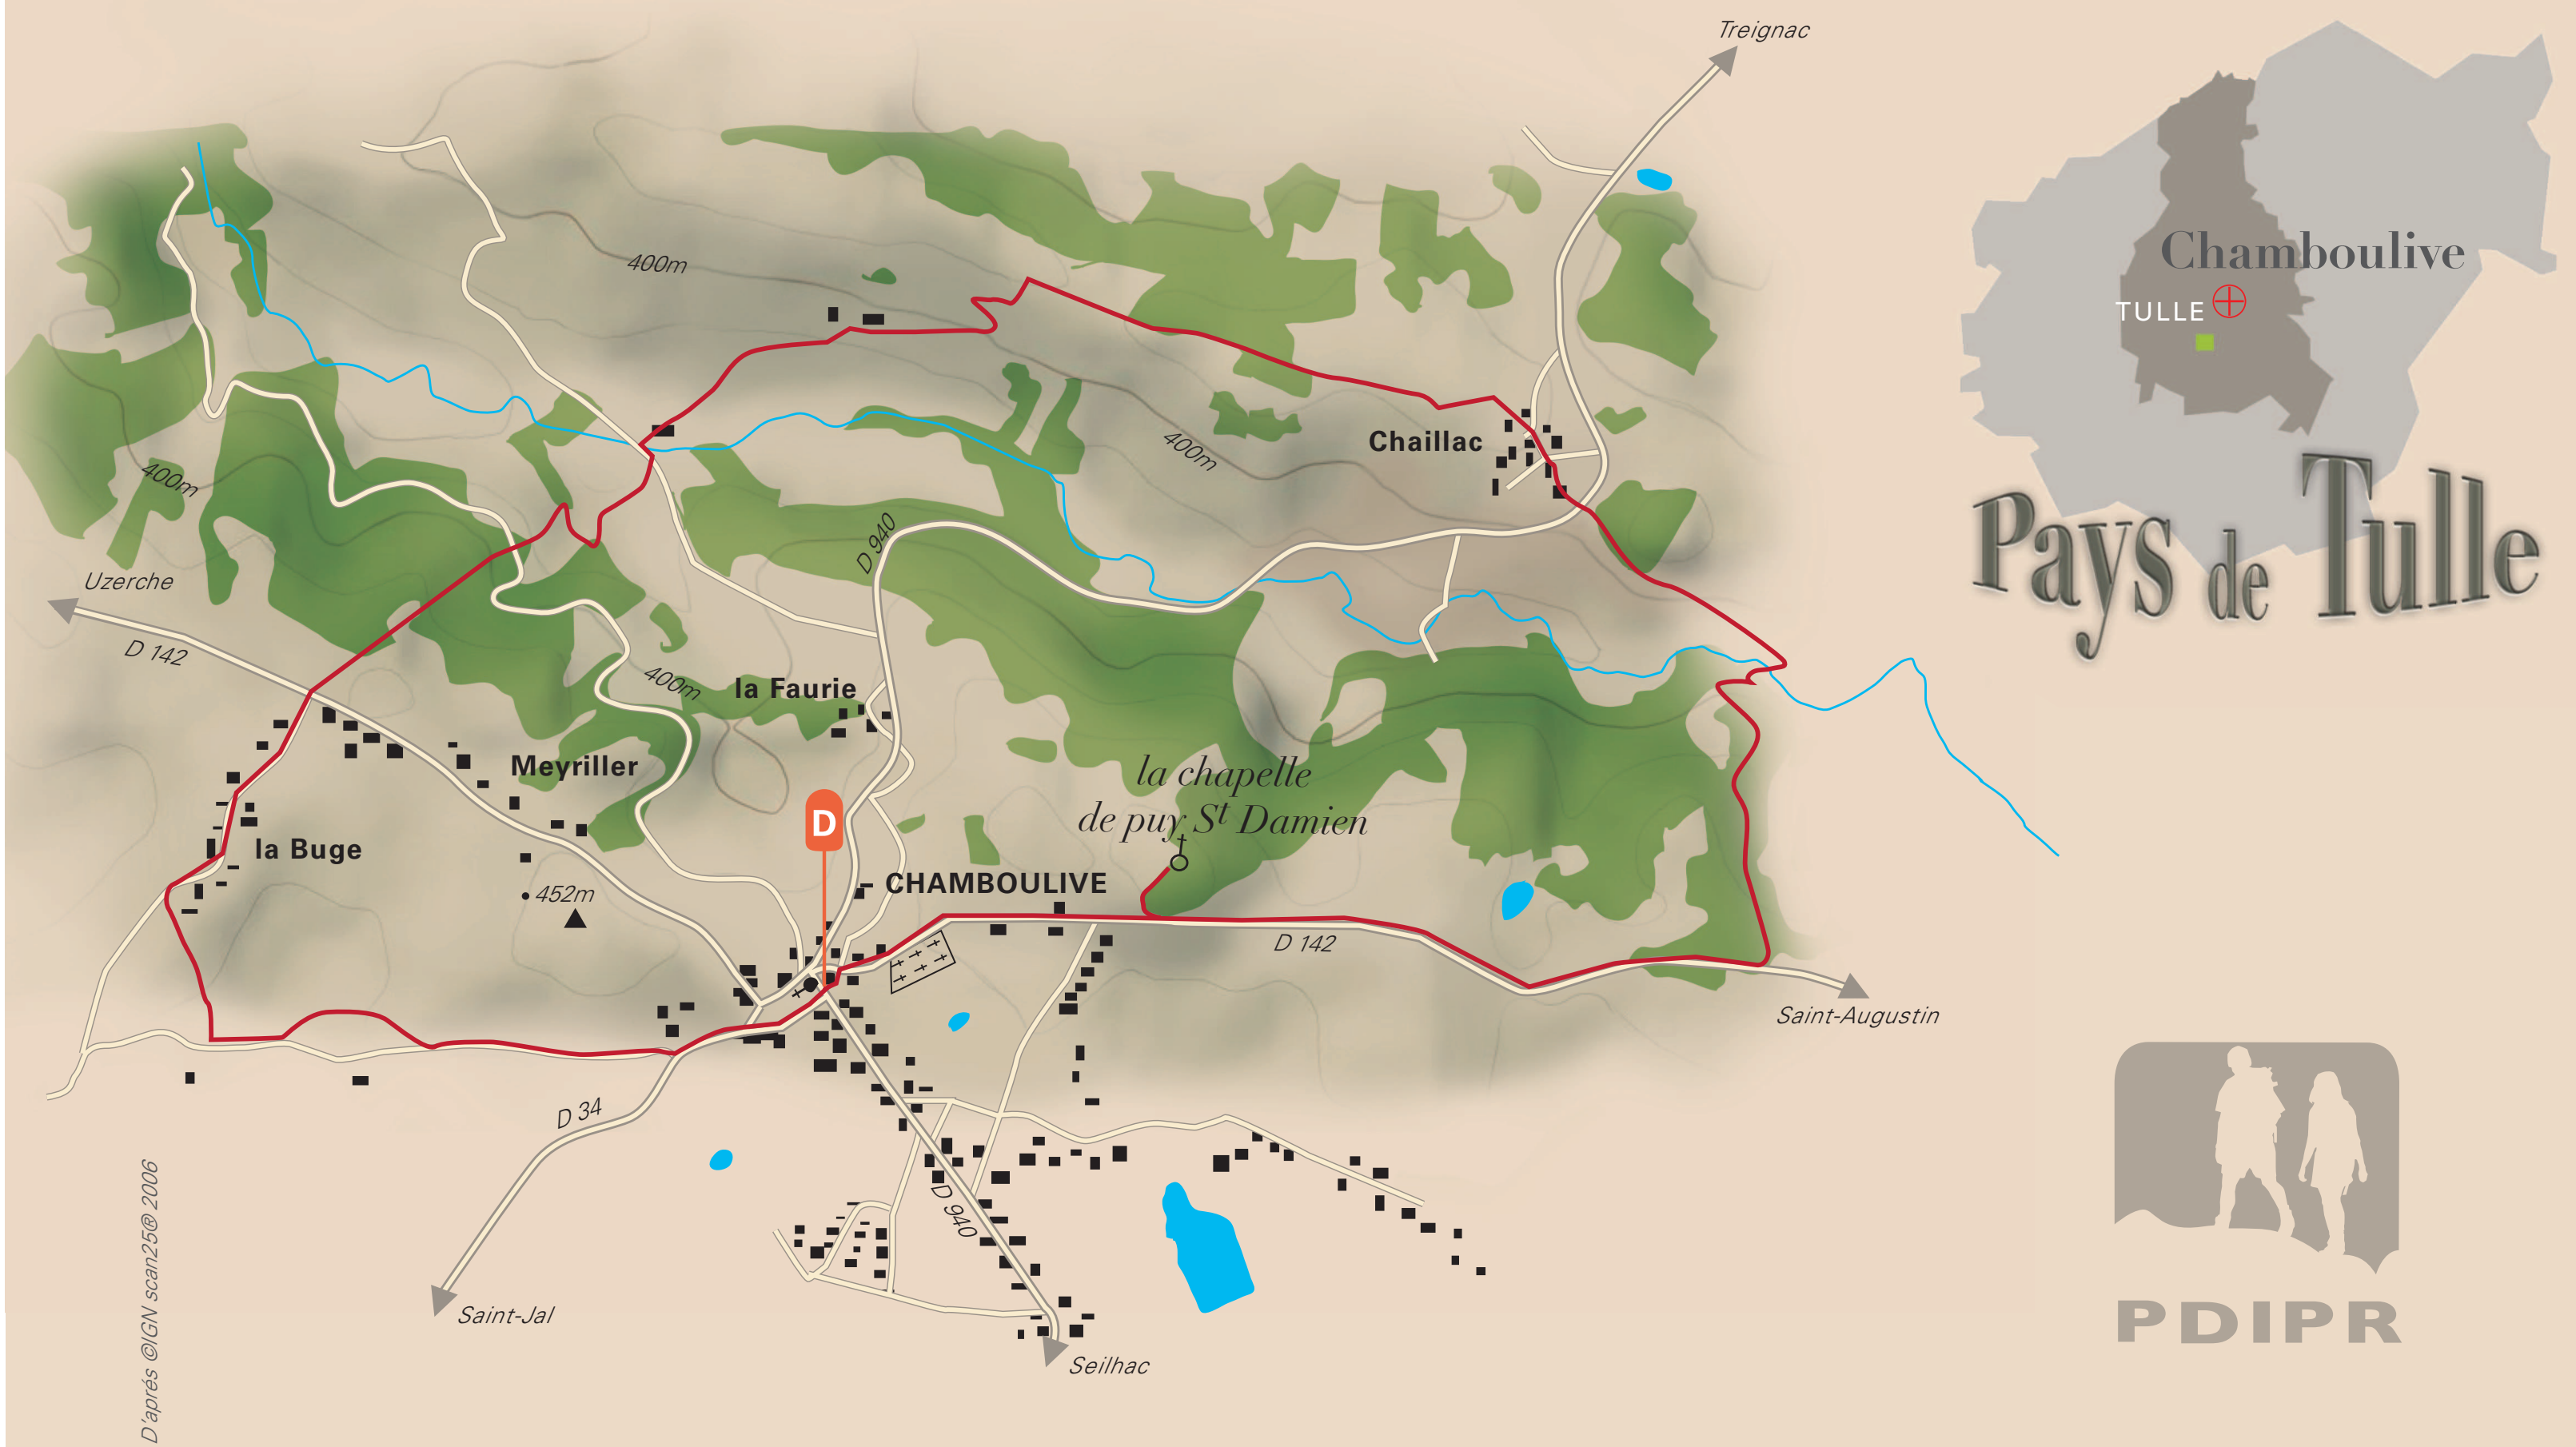 Treignac
400m
400m
Chaillac
400m
D 940
Uzerche
D 142
400m
la Faurie
Meyriller
la chapelle
de puy St Damien
D
la Buge
452m
CHAMBOULIVE
D 142
Saint-Augustin
D 34
D 940
Saint-Jal
Seilhac
D'aprés ©IGN scan25® 2006
Chamboulive
TULLE
Pays de Tulle
PDIPR